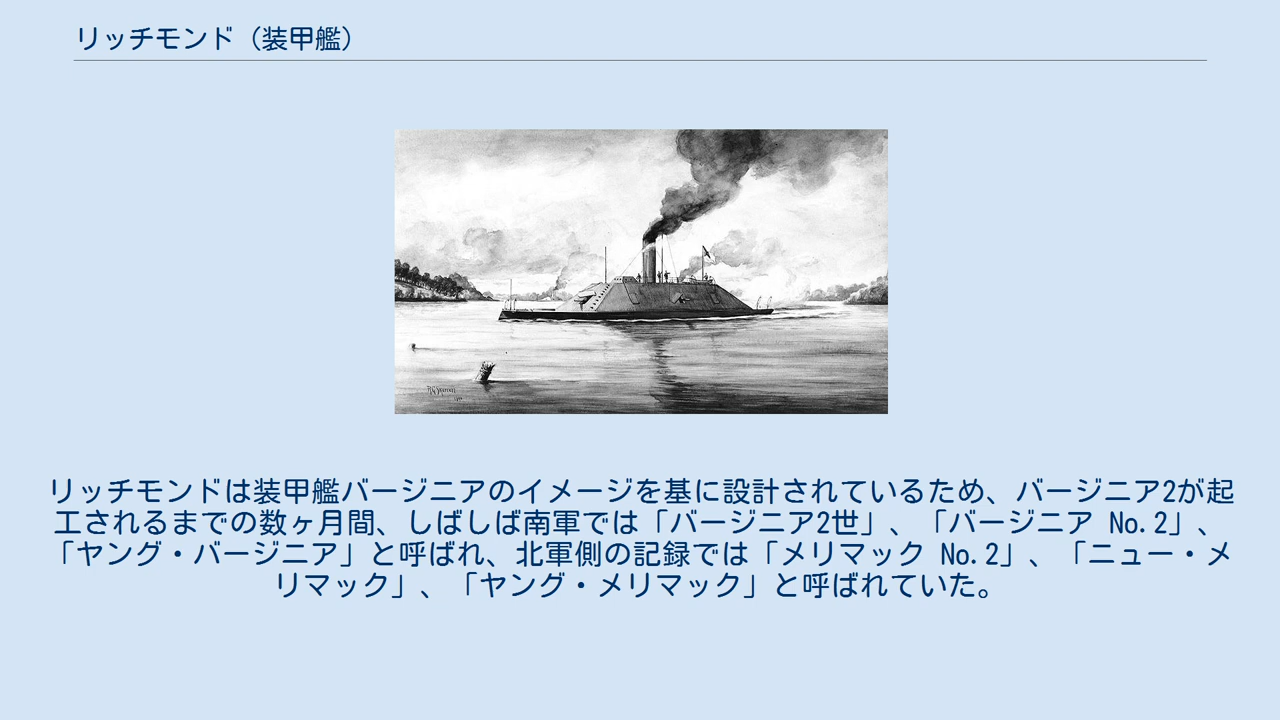 リッチモンド（装甲艦）
リッチモンドは装甲艦バージニアのイメージを基に設計されているため、バージニア2が起
工されるまでの数ヶ月間、しばしば南軍では「バージニア2世」、「バージニア No.2」、
「ヤング・バージニア」と呼ばれ、北軍側の記録では「メリマック No.2」、「ニュー・メ
リマック」、「ヤング・メリマック」と呼ばれていた。